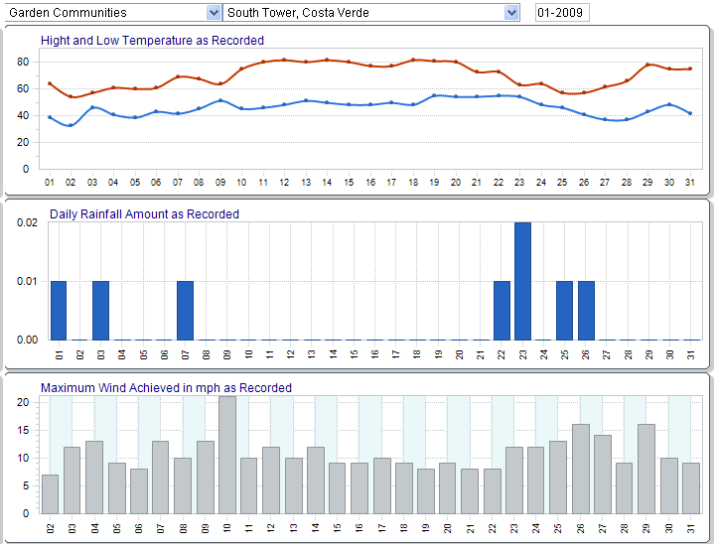 Garden Communities South Tower, Costa Verde 01-2009
Hight and Low Temperature as Recorded
80
60
40
20
0
01 02 03 04 05 06 07 08 09 10 11 12 13 14 15 16 17 18 19 20 21 22 23 24 25 26 27 28 29 30 31
Daily Rainfall Amount as Recorded
0.02
0.01
0.00
01 02 03 04 05 06 07 08 09 10 11 12 13 14 15 16 17 18 19 20 21 22 23 24 25 26 27 28 29 30 31
Maximum Wind Achieved in mph as Recorded
20
15
10
5
0
02 03 04 05 06 07 08 09 10 11 12 13 14 15 16 17 18 19 20 21 22 23 24 25 26 27 28 29 30 31